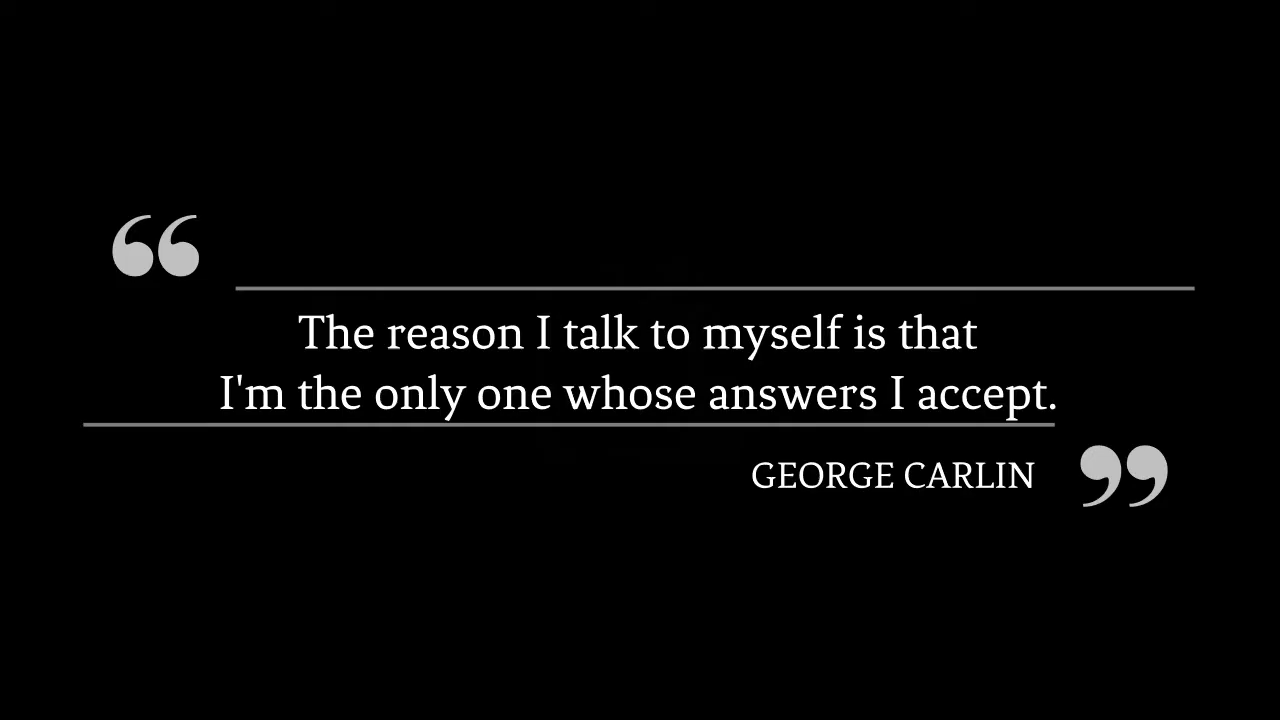 “
The reason I talk to myself is that
I'm the only one whose answers I accept.
GEORGE CARLIN
”